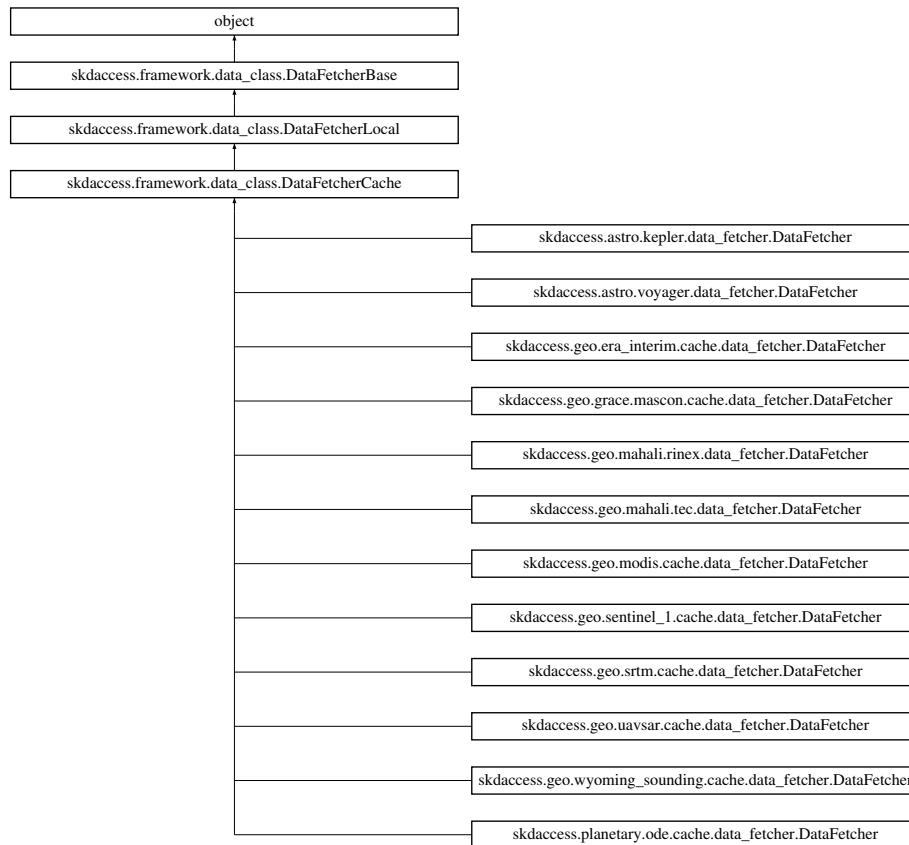 object
skdaccess.framework.data_class.DataFetcherBase
skdaccess.framework.data_class.DataFetcherLocal
skdaccess.framework.data_class.DataFetcherCache
skdaccess.astro.kepler.data_fetcher.DataFetcher
skdaccess.astro.voyager.data_fetcher.DataFetcher
skdaccess.geo.era_interim.cache.data_fetcher.DataFetcher
skdaccess.geo.grace.mascon.cache.data_fetcher.DataFetcher
skdaccess.geo.mahali.rinex.data_fetcher.DataFetcher
skdaccess.geo.mahali.tec.data_fetcher.DataFetcher
skdaccess.geo.modis.cache.data_fetcher.DataFetcher
skdaccess.geo.sentinel_1.cache.data_fetcher.DataFetcher
skdaccess.geo.srtm.cache.data_fetcher.DataFetcher
skdaccess.geo.uavsar.cache.data_fetcher.DataFetcher
skdaccess.geo.wyoming_sounding.cache.data_fetcher.DataFetcher
skdaccess.planetary.ode.cache.data_fetcher.DataFetcher